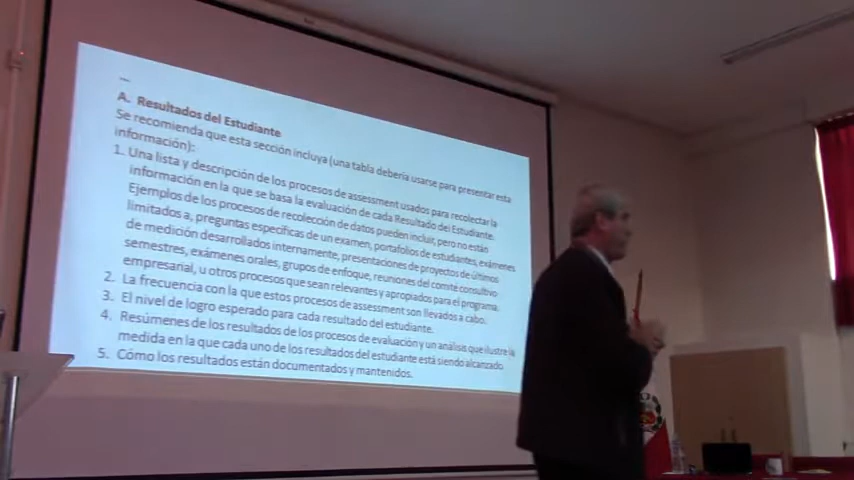 A. Resultados del Estudiante
Se recomienda que esta sección incluya (una tabla debería usarse para presentar esta
información):
1. Una lista y descripción de los procesos de assessment usados para recolectar la
información en la que se basa la evaluación de cada Resultado del Estudiante.
Ejemplos de los procesos de recolección de datos pueden incluir, pero no están
limitados a, preguntas específicas de un examen, portafolios de estudiantes, exámenes
de medición desarrollados internamente, presentaciones de proyectos de últimos
semestres, exámenes orales, grupos de enfoque, reuniones del comité consultivo
empresarial, u otros procesos que sean relevantes y apropiados para el programa.
2. La frecuencia con la que estos procesos de assessment son llevados a cabo.
3. El nivel de logro esperado para cada resultado del estudiante.
4. Resúmenes de los resultados de los procesos de evaluación y un análisis que ilustre la
medida en la que cada uno de los resultados del estudiante está siendo alcanzado.
5. Cómo los resultados están documentados y mantenidos.